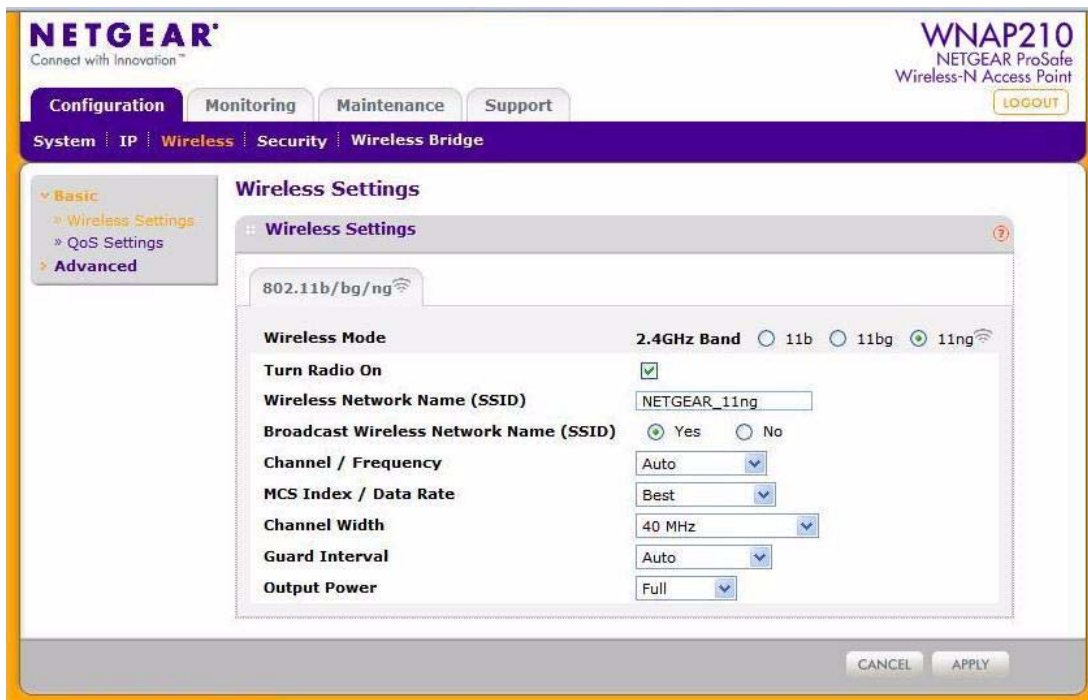 NETGEAR®
Connect with Innovation™
WNAP210
NETGEAR ProSafe
Wireless-N Access Point
LOGOUT
Configuration Monitoring Maintenance Support
System IP Wireless Security Wireless Bridge
Basic
» Wireless Settings
» QoS Settings
Advanced
Wireless Settings
Wireless Settings
?
802.11b/bg/ng
Wireless Mode 2.4GHz Band 11b 11bg 11ng
Turn Radio On
Wireless Network Name (SSID) NETGEAR_11ng
Broadcast Wireless Network Name (SSID) Yes No
Channel / Frequency Auto
MCS Index / Data Rate Best
Channel Width 40 MHz
Guard Interval Auto
Output Power Full
CANCEL APPLY